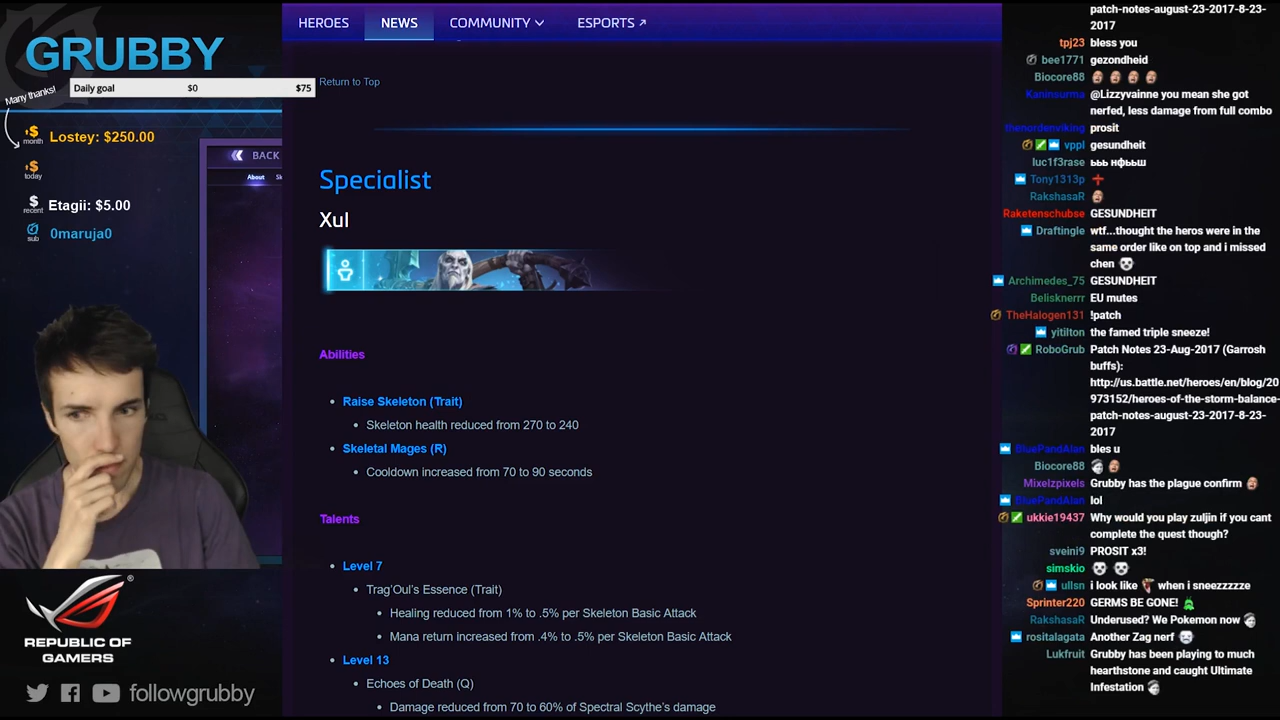 GRUBBY
Many thanks!
Daily goal $0 $75
$ month Lostey: $250.00
$ today
$ recent Etagii: $5.00
sub 0maruja0
BACK
About
REPUBLIC OF
GAMERS
followgrubby
HEROES NEWS COMMUNITY ESPORTS
Return to Top
Specialist
Xul
Abilities
• Raise Skeleton (Trait)
• Skeleton health reduced from 270 to 240
• Skeletal Mages (R)
• Cooldown increased from 70 to 90 seconds
Talents
• Level 7
• Trag'Oul's Essence (Trait)
• Healing reduced from 1% to .5% per Skeleton Basic Attack
• Mana return increased from .4% to .5% per Skeleton Basic Attack
• Level 13
• Echoes of Death (Q)
• Damage reduced from 70 to 60% of Spectral Scythe's damage
patch-notes-august-23-2017-8-23-
2017
tpj23 bless you
bee1771 gezondheid
Biocore88
Kaninsurma @Lizzyvainne you mean she got
nerfed, less damage from full combo
thenordenviking prosit
vppl gesundheit
luc1f3rase ььь нфььш
Tony1313p
RakshasaR
Raketenschubse GESUNDHEIT
Draftingle wtf...thought the heros were in the
same order like on top and i missed
chen
Archimedes_75 GESUNDHEIT
Belisknerrr EU mutes
TheHalogen131 !patch
yitilton the famed triple sneeze!
RoboGrub Patch Notes 23-Aug-2017 (Garrosh
buffs):
http://us.battle.net/heroes/en/blog/20
973152/heroes-of-the-storm-balance-
patch-notes-august-23-2017-8-23-
2017
BluePandAlan bles u
Biocore88
Mixelzpixels Grubby has the plague confirm
BluePandAlan lol
ukkie19437 Why would you play zuljin if you cant
complete the quest though?
sveini9 PROSIT x3!
simskio
ullsn i look like when i sneezzzzze
Sprinter220 GERMS BE GONE!
RakshasaR Underused? We Pokemon now
rositalagata Another Zag nerf
Lukfruit Grubby has been playing to much
hearthstone and caught Ultimate
Infestation